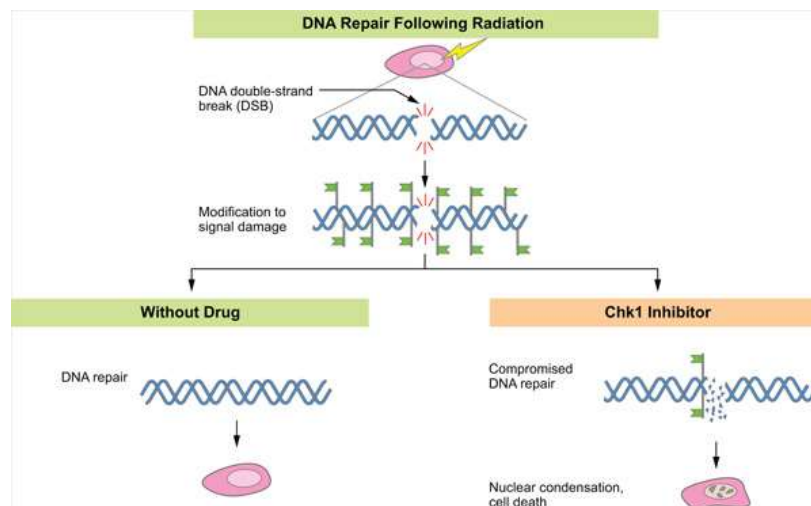 DNA Repair Following Radiation
DNA double-strand
break (DSB)
Modification to
signal damage
Without Drug
Chk1 Inhibitor
DNA repair
Compromised
DNA repair
Nuclear condensation,
cell death